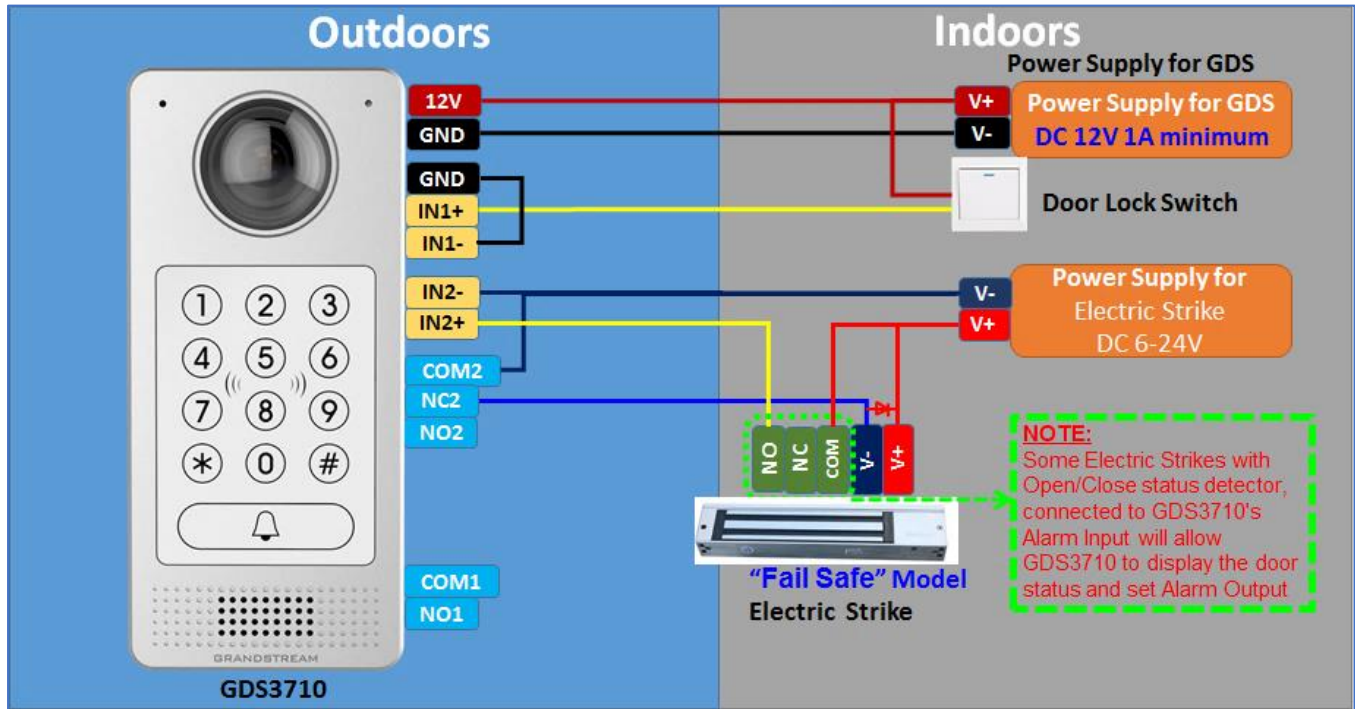 Outdoors
Indoors
Power Supply for GDS
12V
GND
GND
IN1+
IN1-
IN2-
IN2+
COM2
NC2
NO2
COM1
NO1
V+
V-
Power Supply for GDS
DC 12V 1A minimum
Door Lock Switch
V-
V+
Power Supply for
Electric Strike
DC 6-24V
1 2 3
4 5 6
7 8 9
* 0 #
GRANDSTREAM
GDS3710
NO
NC
COM
V-
V+
"Fail Safe" Model
Electric Strike
NOTE:
Some Electric Strikes with
Open/Close status detector,
connected to GDS3710's
Alarm Input will allow
GDS3710 to display the door
status and set Alarm Output